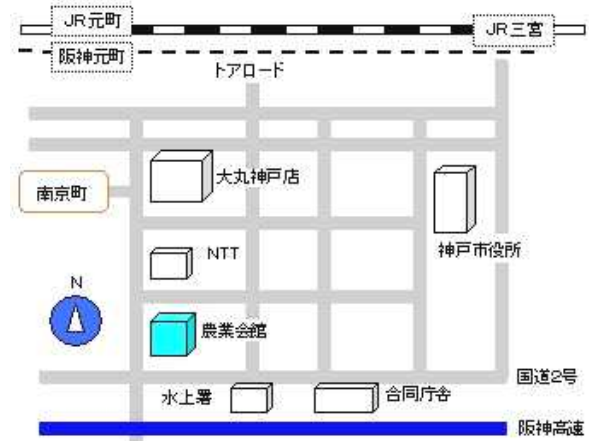 JR元町
JR三宮
阪神元町
トアロード
大丸神戸店
南京町
神戸市役所
NTT
N
農業会館
国道2号
水上署
合同庁舎
阪神高速